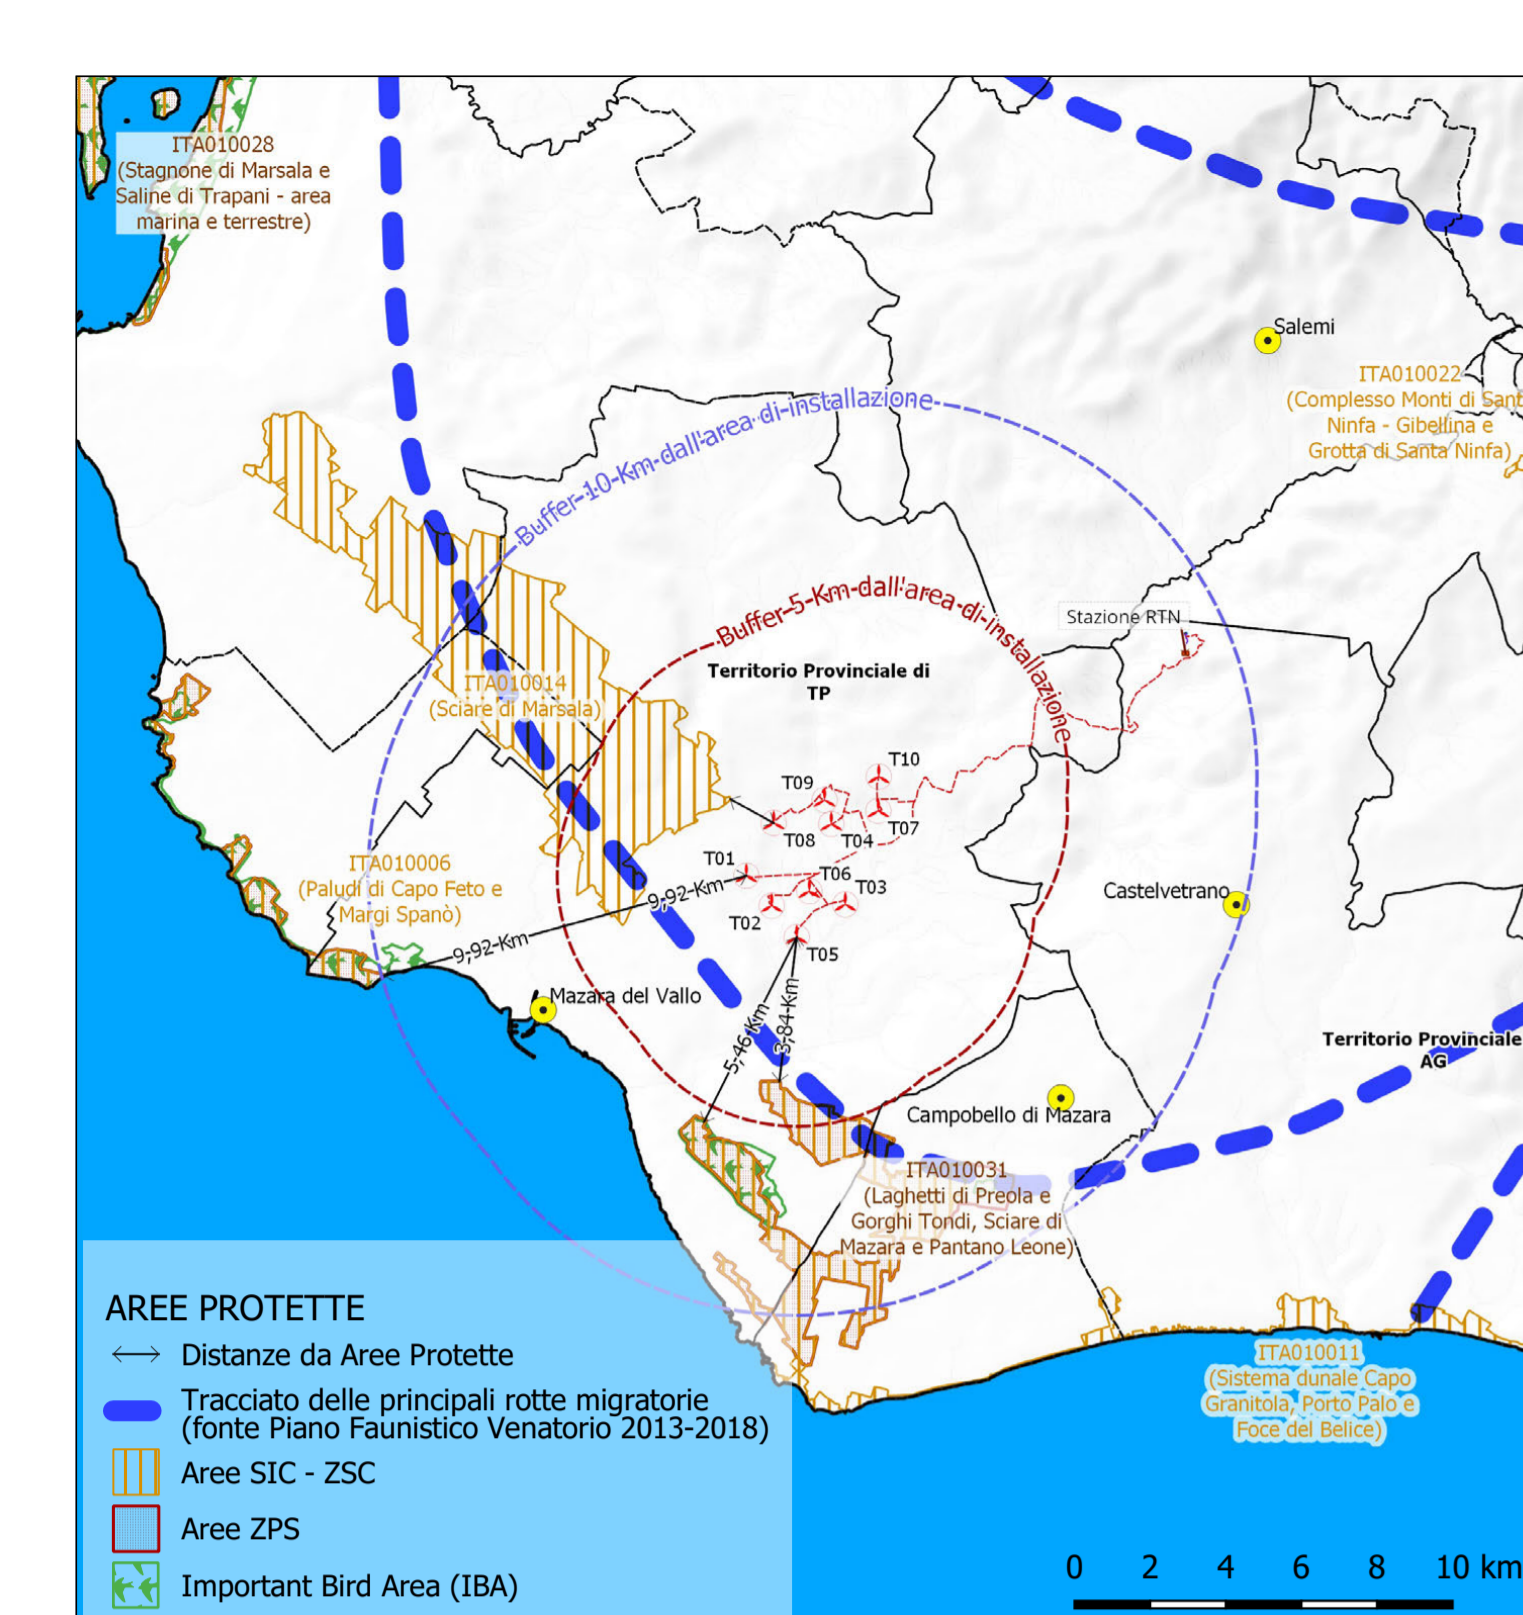 ITA010028
(Stagnone di Marsala e
Saline di Trapani - area
marina e terrestre)
Salemi
ITA010022
(Complesso Monti di Sant
Ninfa - Gibellina e
Grotta di Santa Ninfa)
Buffer 10 Km dall'area di installazione
Buffer 5 Km dall'area di installazione
Stazione RTN
Territorio Provinciale di
TP
ITA010014
(Sciare di Marsala)
T10
T09
T08
T04
T07
T01
T06
T03
T02
T05
ITA010006
(Paludi di Capo Feto e
Margi Spanò)
9,92 Km
9,92 Km
Castelvetrano
Mazara del Vallo
5,46 Km
3,84 Km
Territorio Provinciale
AG
Campobello di Mazara
ITA010031
(Laghetti di Preola e
Gorghi Tondi, Sciare di
Mazara e Pantano Leone)
ITA010011
(Sistema dunale Capo
Granitola, Porto Palo e
Foce del Belice)
AREE PROTETTE
Distanze da Aree Protette
Tracciato delle principali rotte migratorie
(fonte Piano Faunistico Venatorio 2013-2018)
Aree SIC - ZSC
Aree ZPS
Important Bird Area (IBA)
0 2 4 6 8 10 km